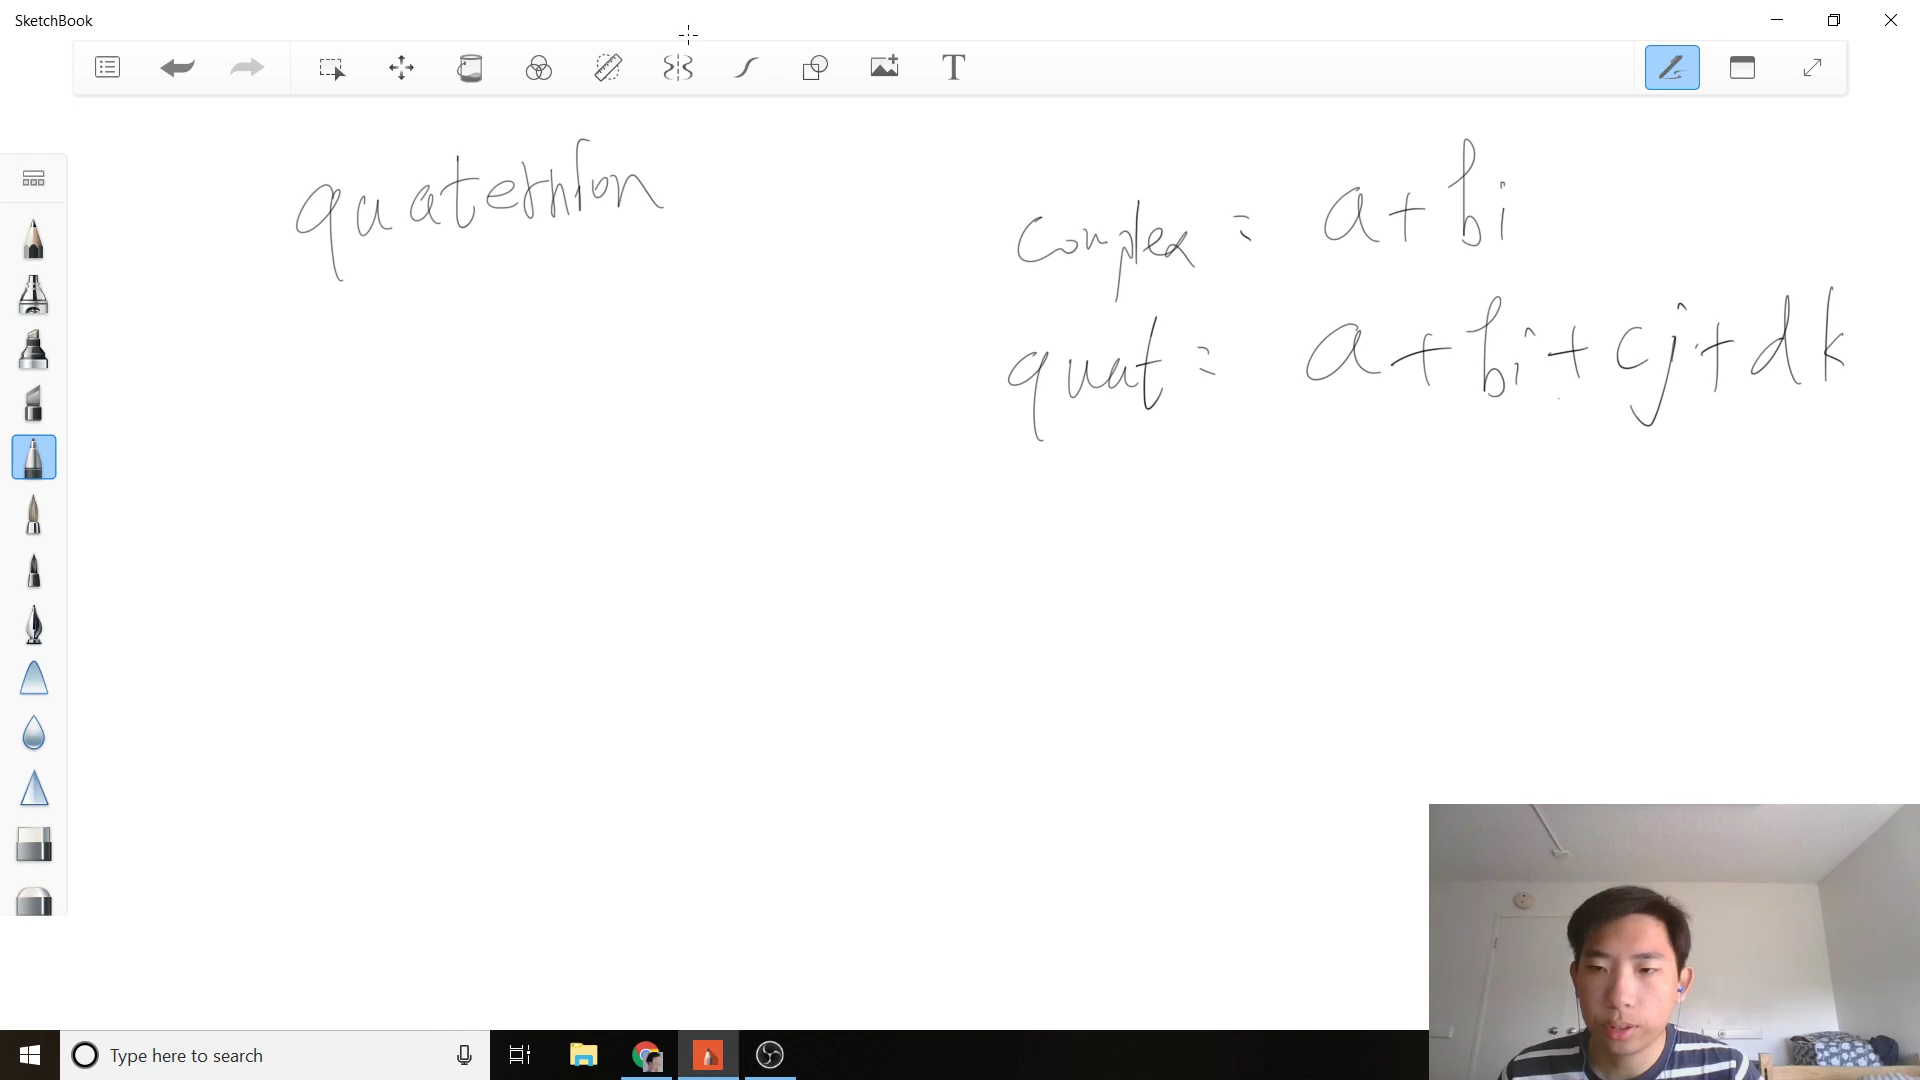 SketchBook
T
quaternion
complex = a + bi
quat = a + bi + cj + dk
Type here to search